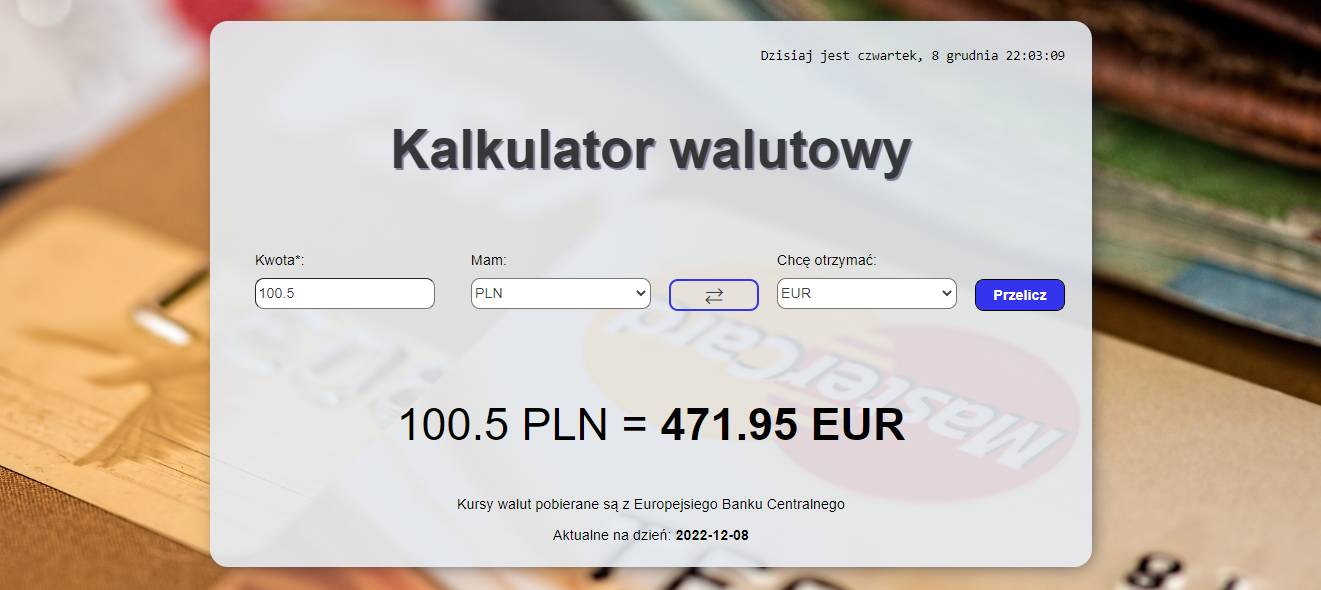 Dzisiaj jest czwartek, 8 grudnia 22:03:09
Kalkulator walutowy
Kwota*: Mam: Chcę otrzymać:
100.5 PLN ⇄ EUR Przelicz
MasterCard
100.5 PLN = 471.95 EUR
Kursy walut pobierane są z Europejsiego Banku Centralnego
Aktualne na dzień: 2022-12-08